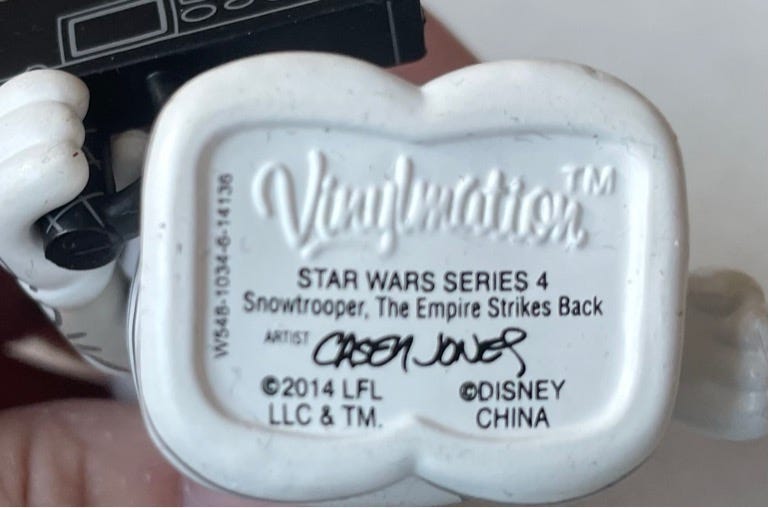 Vinylmation™
STAR WARS SERIES 4
Snowtrooper, The Empire Strikes Back
ARTIST CASEY JONES
©2014 LFL
LLC & TM.
©DISNEY
CHINA
W548-1034-6-14136